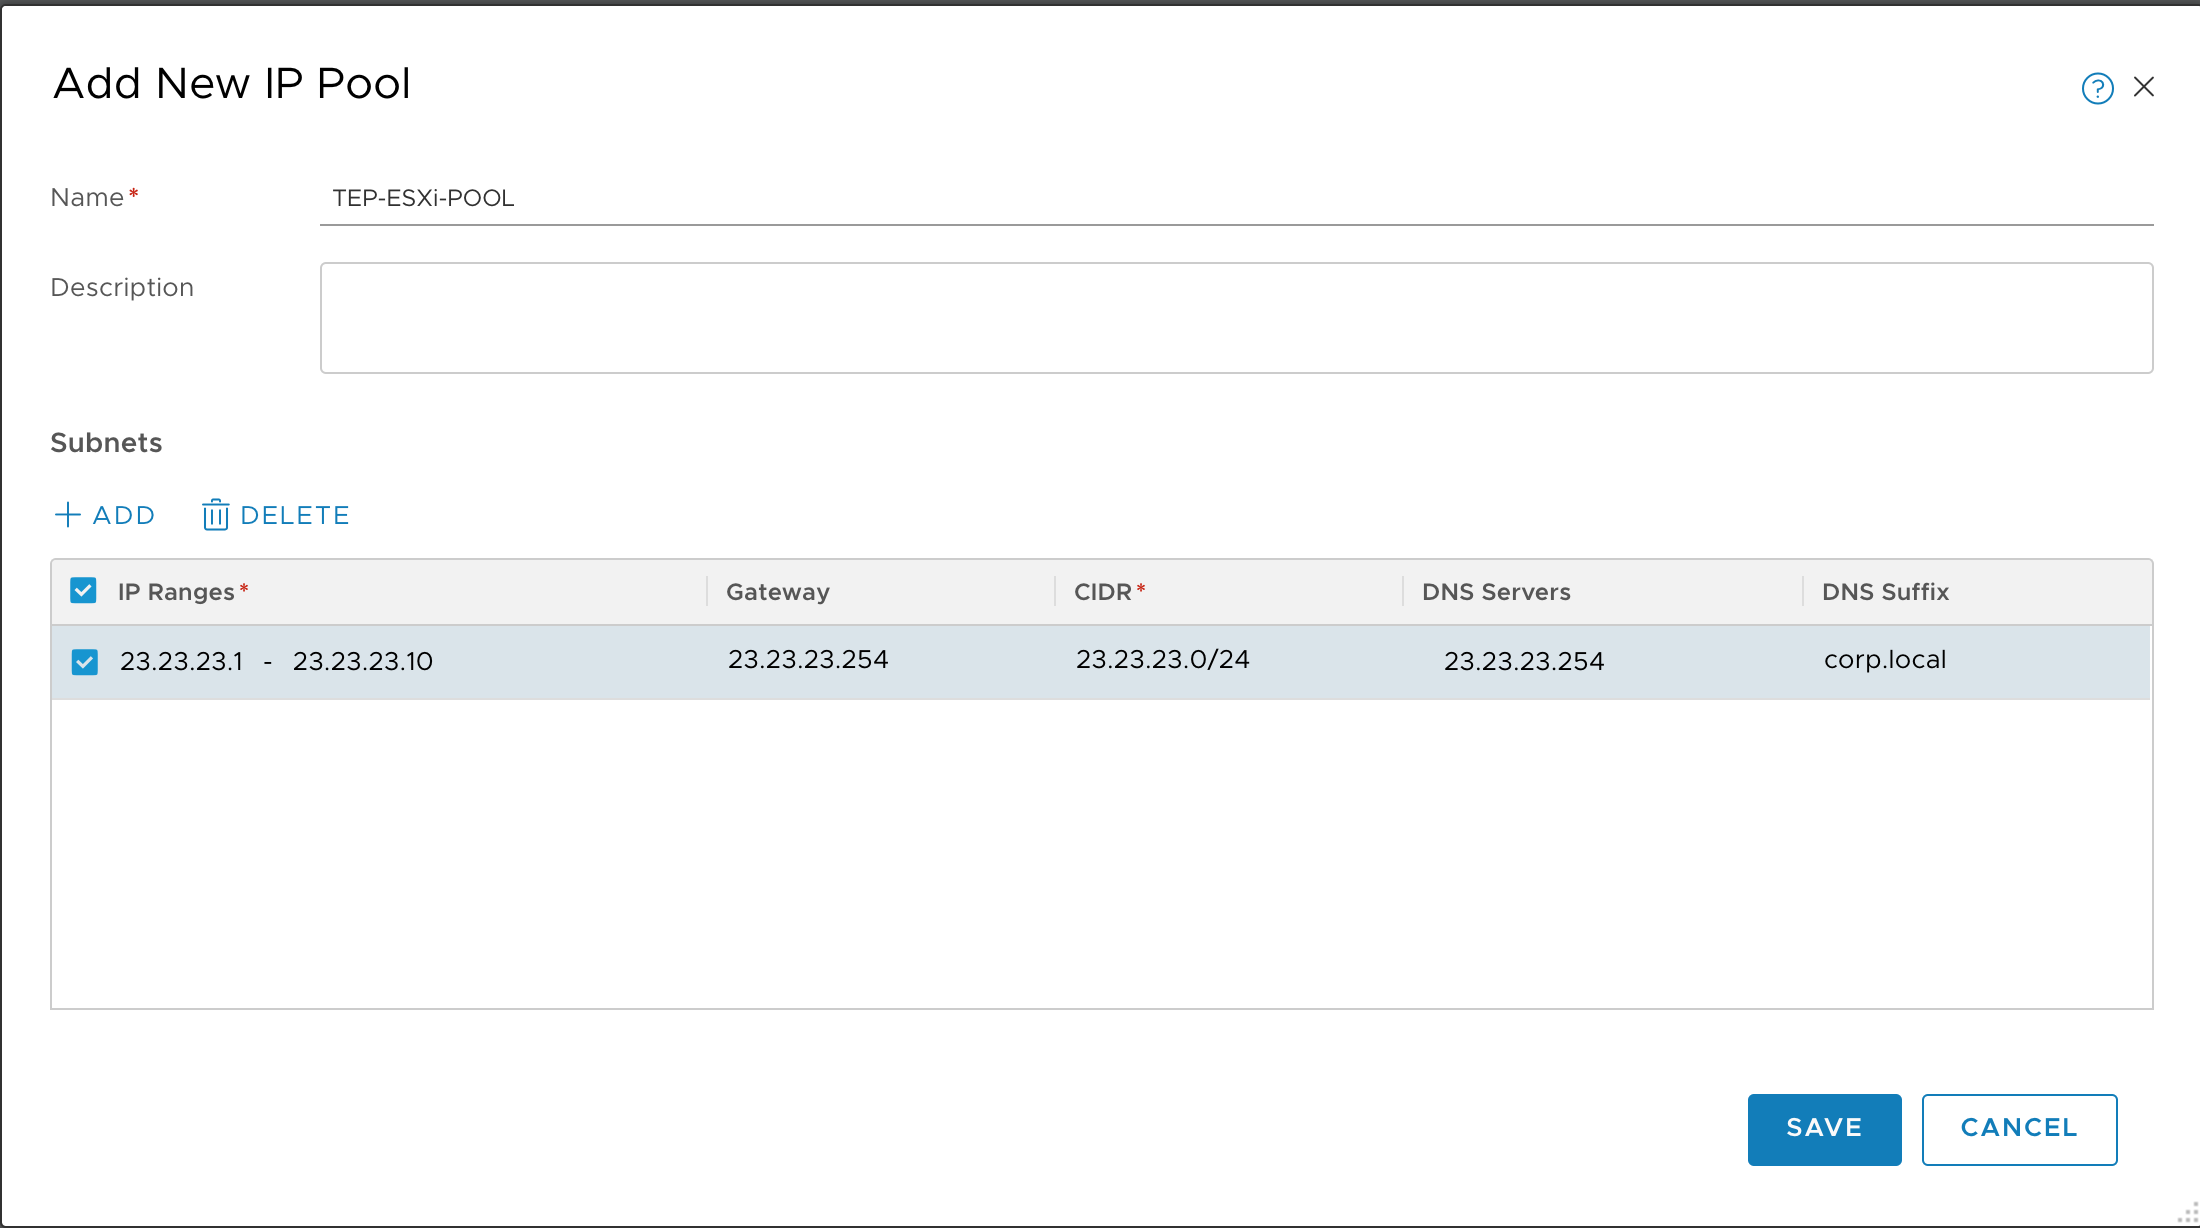 Add New IP Pool
Name*
TEP-ESXi-POOL
Description
Subnets
ADD DELETE
IP Ranges* Gateway CIDR* DNS Servers DNS Suffix
23.23.23.1 - 23.23.23.10 23.23.23.254 23.23.23.0/24 23.23.23.254 corp.local
SAVE CANCEL